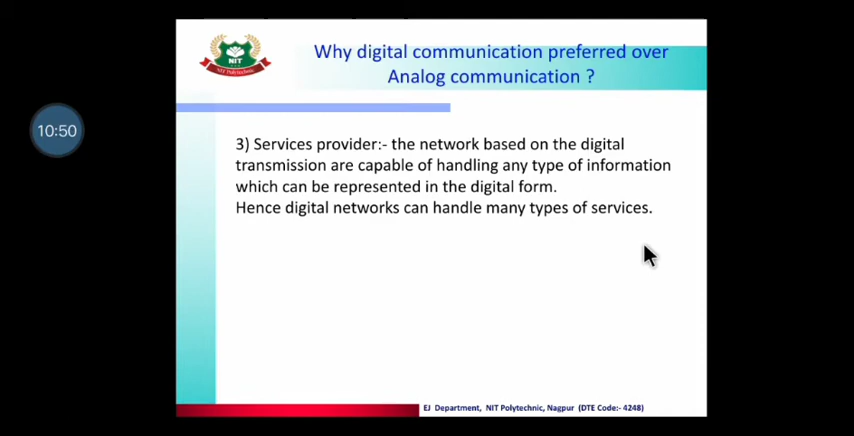 Why digital communication preferred over
Analog communication ?
NIT
NIT Polytechnic
10:50
3) Services provider:- the network based on the digital
transmission are capable of handling any type of information
which can be represented in the digital form.
Hence digital networks can handle many types of services.
EJ Department, NIT Polytechnic, Nagpur (DTE Code:- 4248)